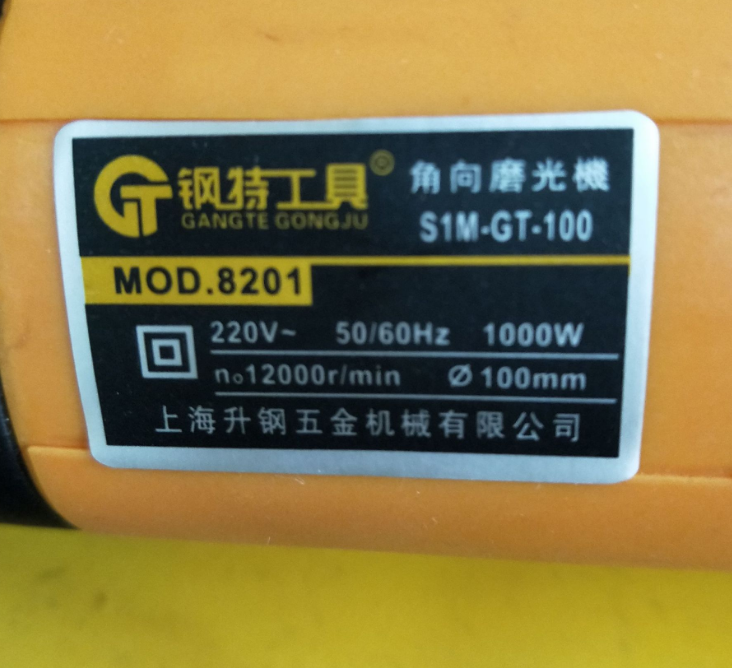 GT 钢特工具® 角向磨光機
GANGTE GONGJU S1M-GT-100
MOD.8201
220V~ 50/60Hz 1000W
n₀12000r/min Ø100mm
上海升钢五金机械有限公司